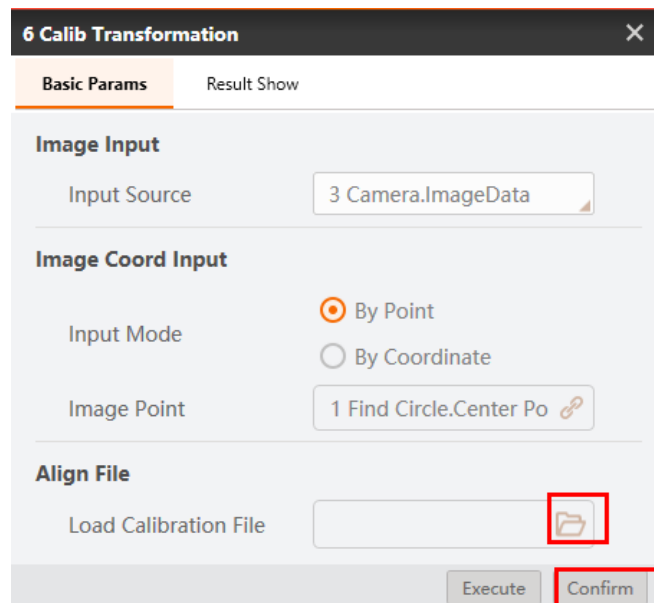 6 Calib Transformation
Basic Params Result Show
Image Input
Input Source 3 Camera.ImageData
Image Coord Input
Input Mode
By Point
By Coordinate
Image Point 1 Find Circle.Center Po
Align File
Load Calibration File
Execute Confirm